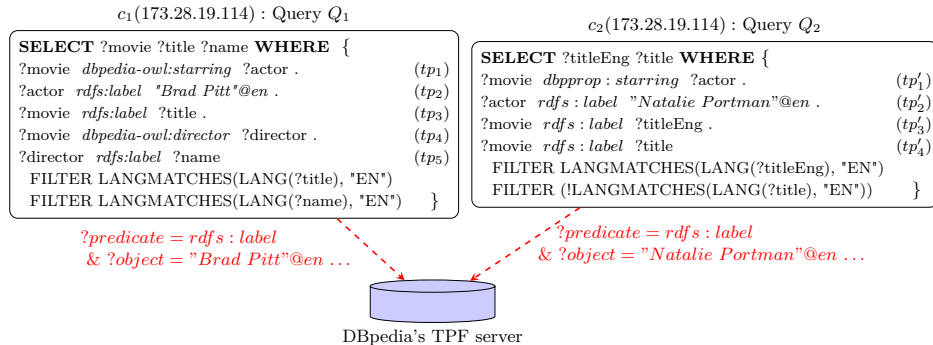 c1(173.28.19.114) : Query Q1
SELECT ?movie ?title ?name WHERE {
?movie dbpedia-owl:starring ?actor . (tp1)
?actor rdfs:label "Brad Pitt"@en . (tp2)
?movie rdfs:label ?title . (tp3)
?movie dbpedia-owl:director ?director . (tp4)
?director rdfs:label ?name (tp5)
FILTER LANGMATCHES(LANG(?title), "EN")
FILTER LANGMATCHES(LANG(?name), "EN") }
c2(173.28.19.114) : Query Q2
SELECT ?titleEng ?title WHERE {
?movie dbpprop : starring ?actor . (tp′1)
?actor rdfs : label ”Natalie Portman”@en . (tp′2)
?movie rdfs : label ?titleEng . (tp′3)
?movie rdfs : label ?title (tp′4)
FILTER LANGMATCHES(LANG(?titleEng), "EN")
FILTER (!LANGMATCHES(LANG(?title), "EN")) }
?predicate = rdfs : label
& ?object = ”Brad Pitt”@en ...
?predicate = rdfs : label
& ?object = ”Natalie Portman”@en ...
DBpedia's TPF server